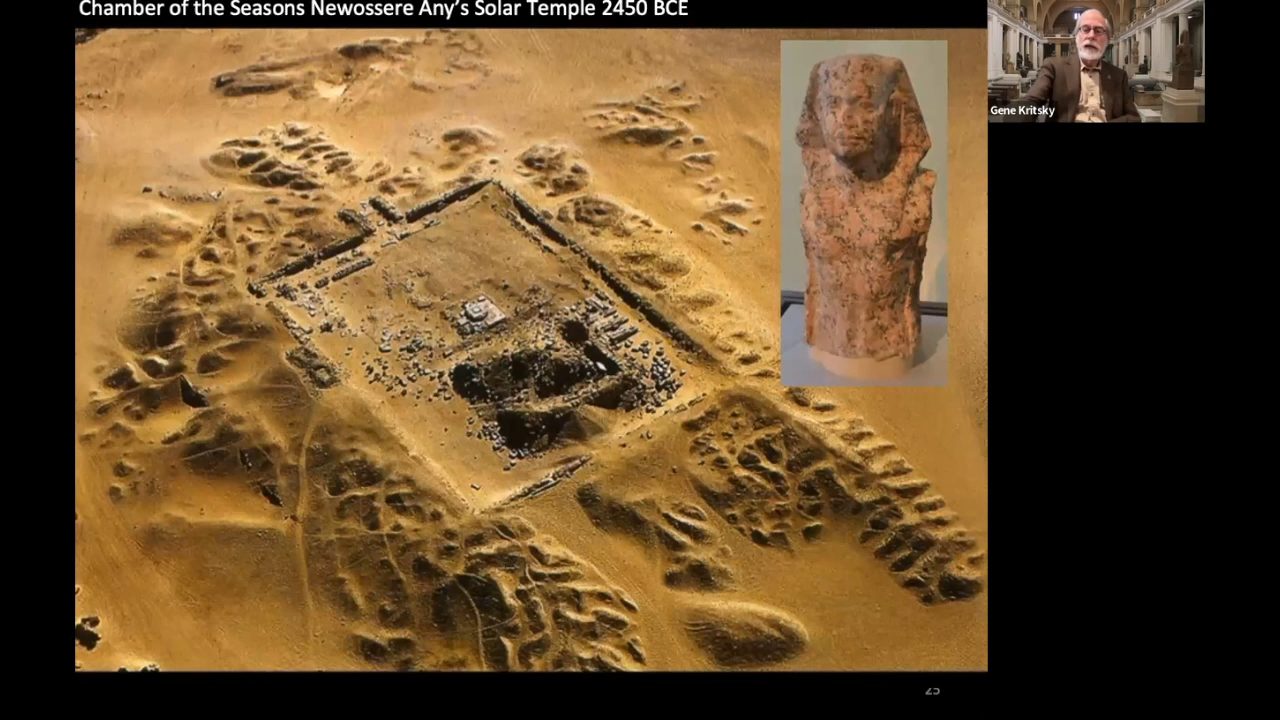 Chamber of the Seasons Newossere Any's Solar Temple 2450 BCE
Gene Kritsky